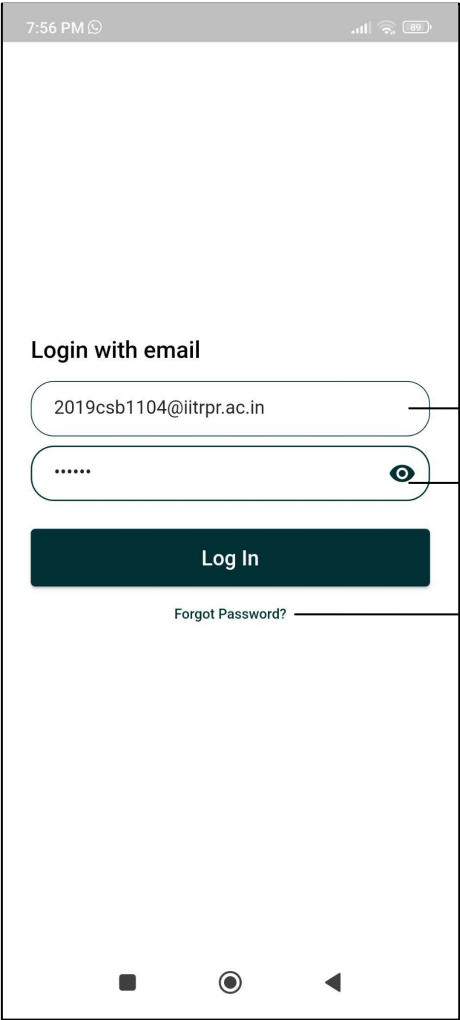 7:56 PM
89
Login with email
2019csb1104@iitrpr.ac.in
••••••
Log In
Forgot Password?